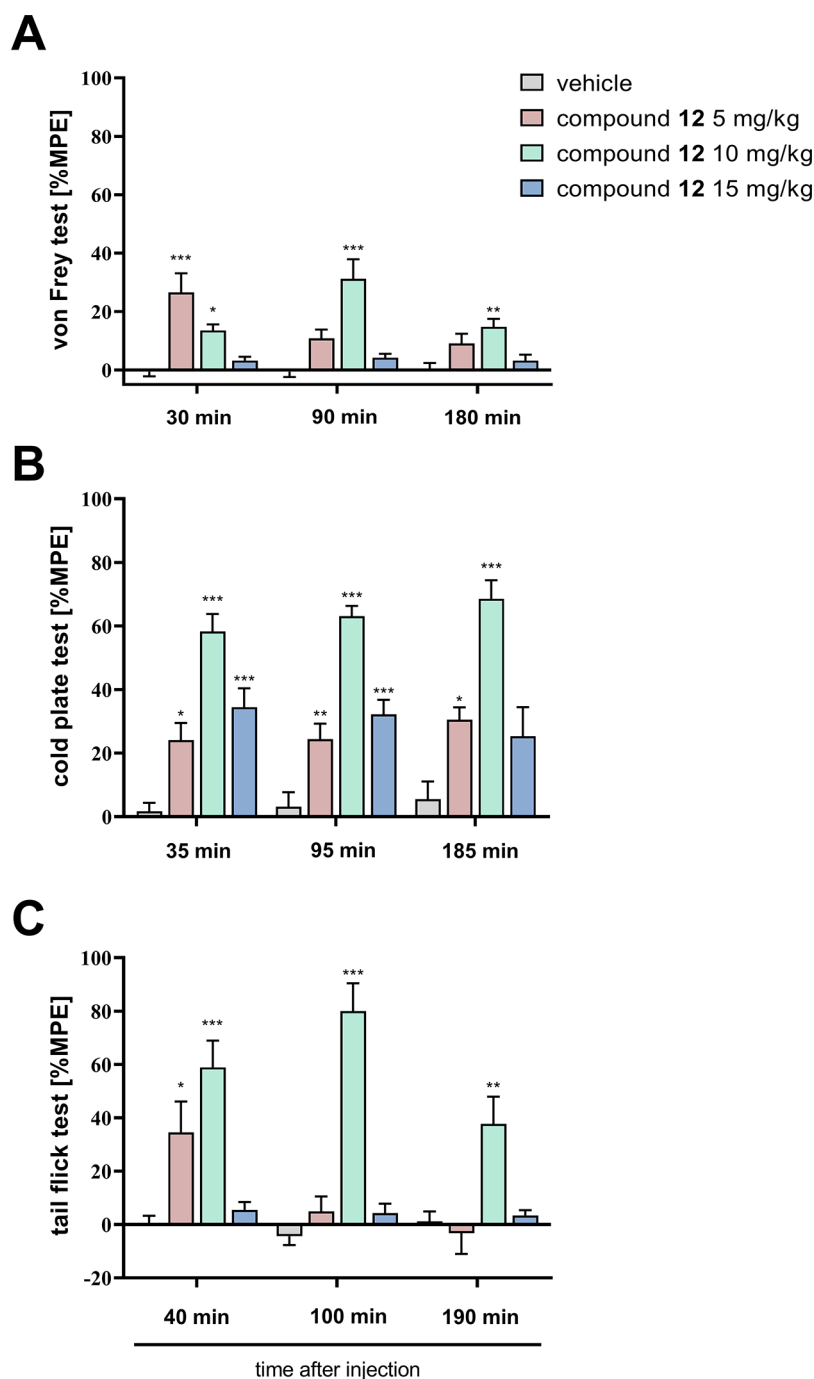 A
vehicle
compound 12 5 mg/kg
compound 12 10 mg/kg
compound 12 15 mg/kg
von Frey test [%MPE]
100
80
60
40
20
0
***
*
***
**
30 min 90 min 180 min
B
cold plate test [%MPE]
100
80
60
40
20
0
*
***
***
**
***
***
*
***
35 min 95 min 185 min
C
tail flick test [%MPE]
100
80
60
40
20
0
-20
*
***
***
**
40 min 100 min 190 min
time after injection